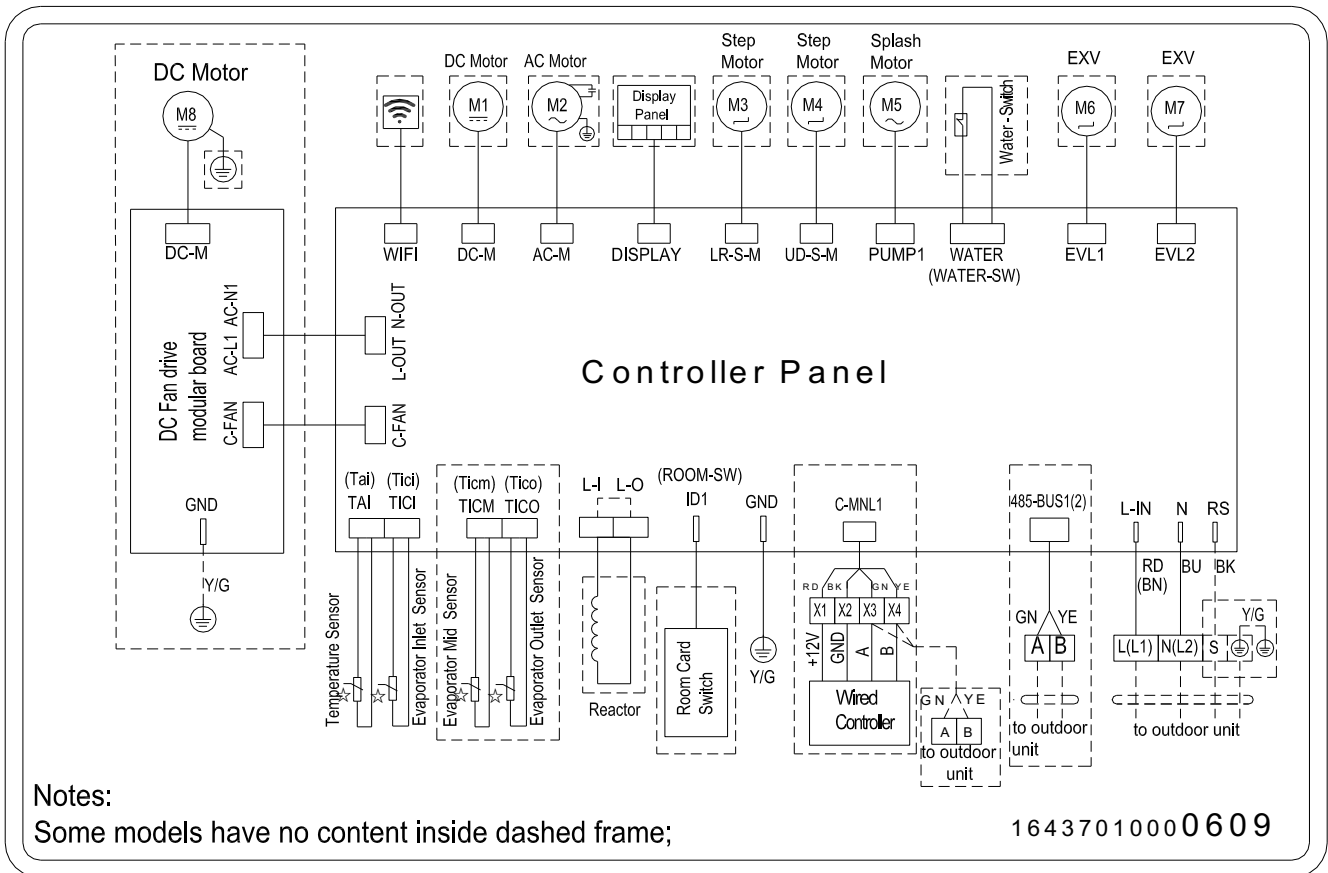 DC Motor
M8
DC-M
DC Fan drive
modular board
AC-L1 AC-N1
C-FAN
GND
Y/G
WIFI
DC Motor
M1
DC-M
AC Motor
M2
AC-M
Display
Panel
DISPLAY
Step
Motor
M3
LR-S-M
Step
Motor
M4
UD-S-M
Splash
Motor
M5
PUMP1
Water-Switch
WATER
(WATER-SW)
EXV
M6
EVL1
EXV
M7
EVL2
L-OUT N-OUT
C-FAN
Controller Panel
(Tai) (Tici)
TAI TICI
Temperature Sensor
Evaporator Inlet Sensor
(Ticm) (Tico)
TICM TICO
Evaporator Mid Sensor
Evaporator Outlet Sensor
L-I L-O
Reactor
(ROOM-SW)
ID1
Room Card
Switch
GND
Y/G
C-MNL1
RD BK GN YE
X1 X2 X3 X4
+12V GND A B
Wired
Controller
GN YE
A B
to outdoor
unit
I485-BUS1(2)
GN YE
A B
to outdoor
unit
L-IN N RS
RD
(BN)
BU BK
Y/G
L(L1) N(L2) S
to outdoor unit
Notes:
Some models have no content inside dashed frame;
16437010000609